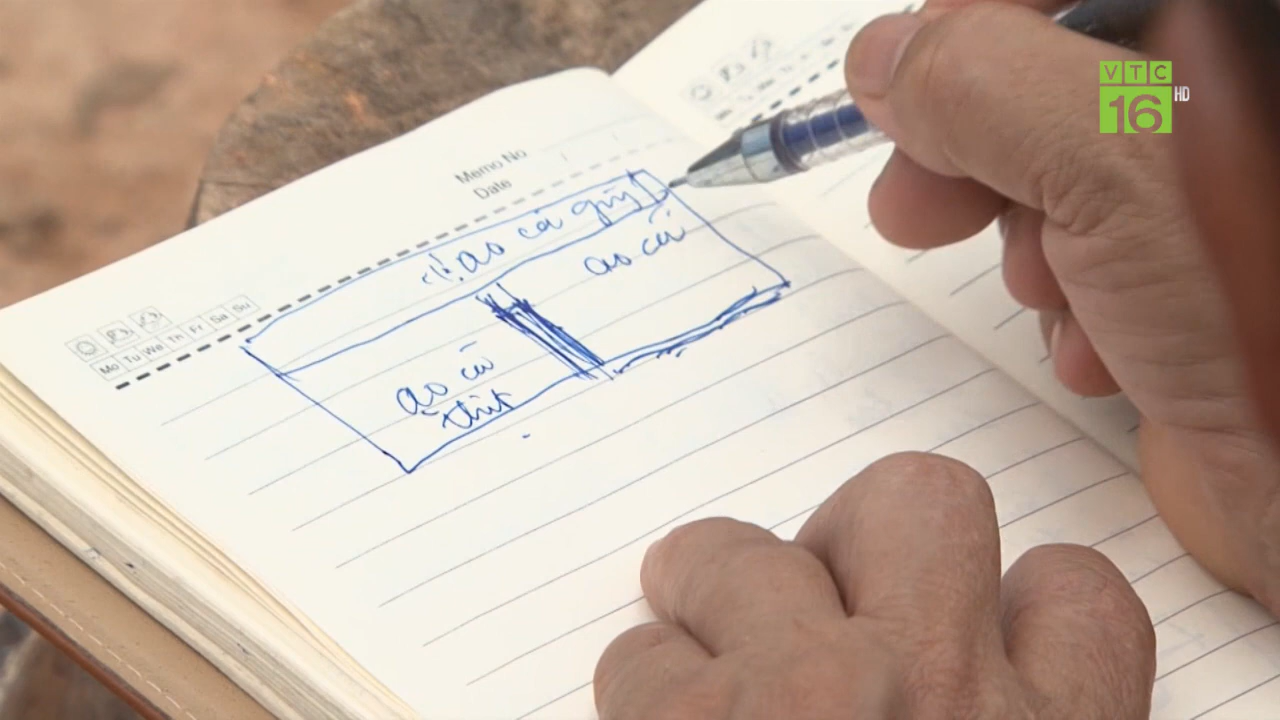 VTC
16 HD
Memo No
Date
Mo Tu We Th Fr Sa Su
ao cá giống
ao cá
ao cá
thịt